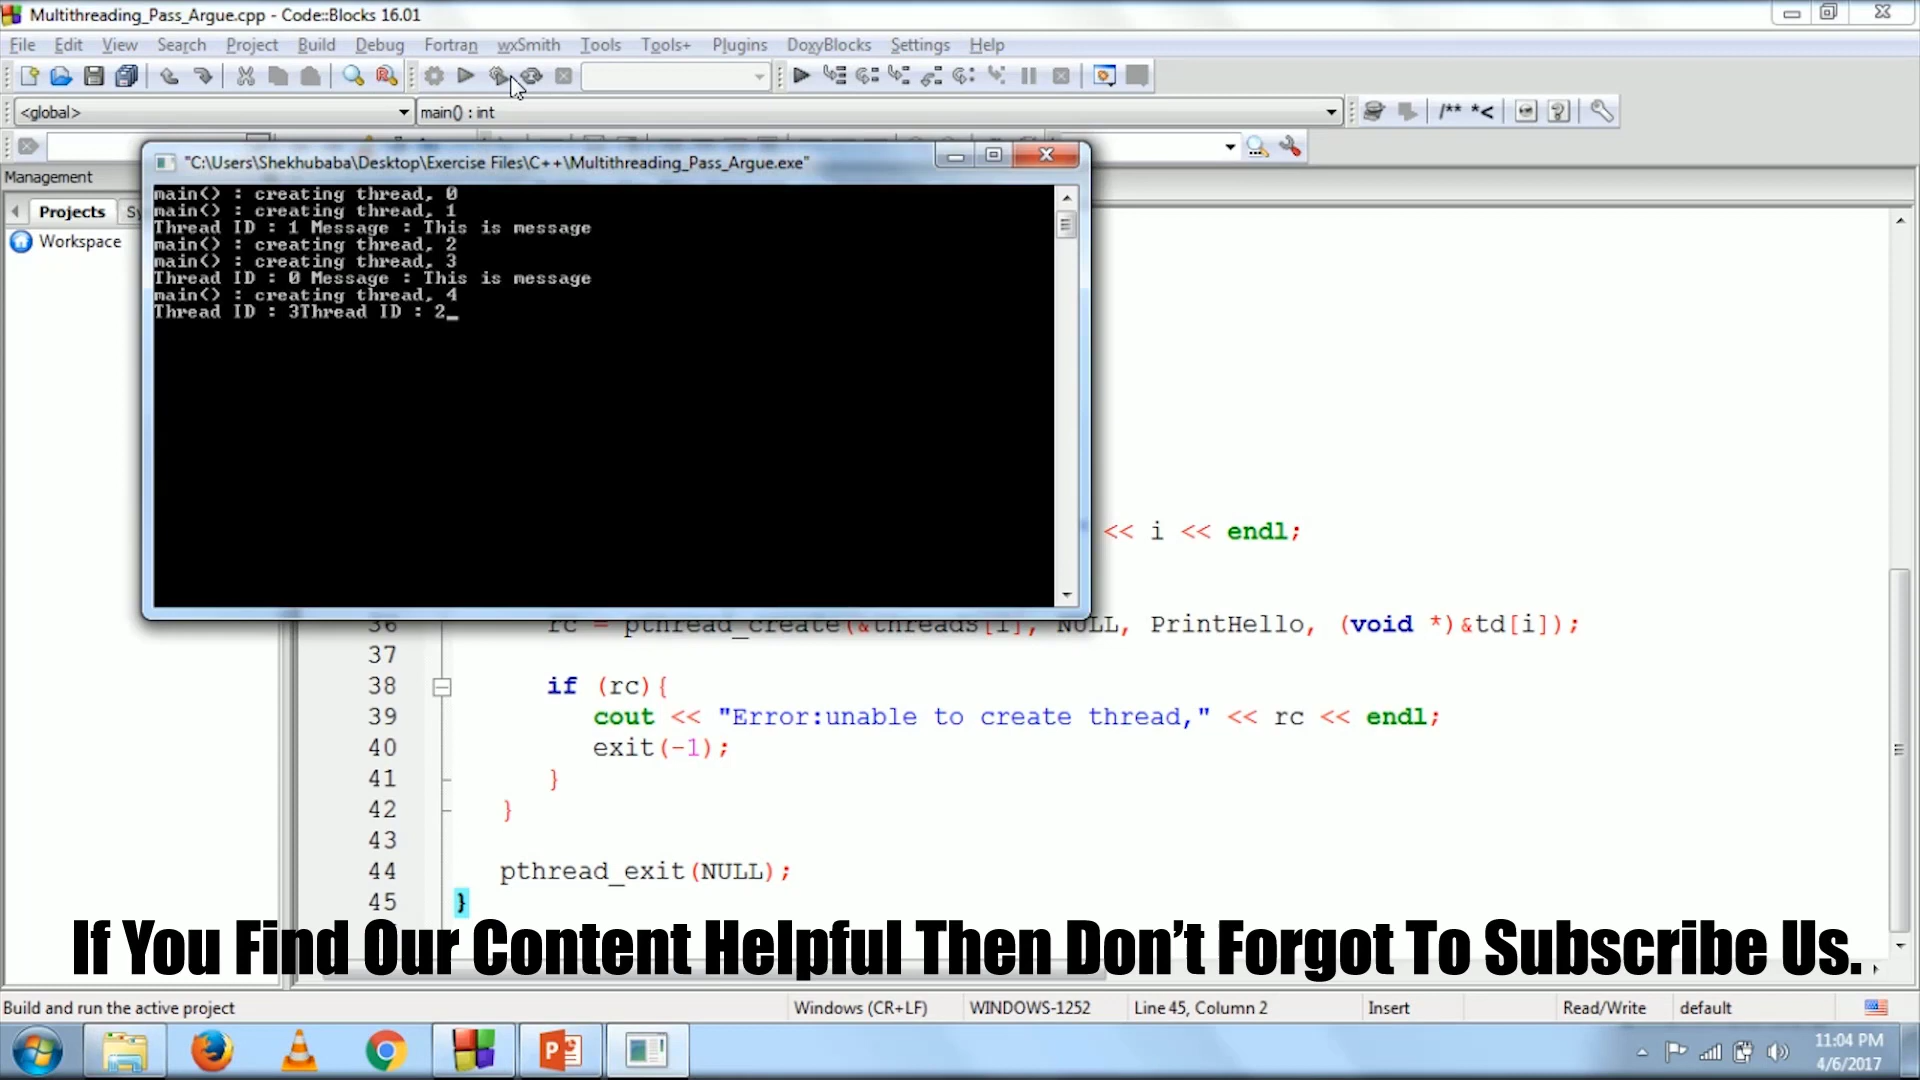 Multithreading_Pass_Argue.cpp - Code::Blocks 16.01
File Edit View Search Project Build Debug Fortran wxSmith Tools Tools+ Plugins DoxyBlocks Settings Help
<global> main() : int /** *<
"C:\Users\Shekhubaba\Desktop\Exercise Files\C++\Multithreading_Pass_Argue.exe"
Management
Projects Sy
Workspace
main() : creating thread, 0
main() : creating thread, 1
Thread ID : 1 Message : This is message
main() : creating thread, 2
main() : creating thread, 3
Thread ID : 0 Message : This is message
main() : creating thread, 4
Thread ID : 3Thread ID : 2_
<< i << endl;
36 rc = pthread_create(&threads[i], NULL, PrintHello, (void *)&td[i]);
37
38 if (rc){
39 cout << "Error:unable to create thread," << rc << endl;
40 exit(-1);
41 }
42 }
43
44 pthread_exit(NULL);
45 }
If You Find Our Content Helpful Then Don't Forgot To Subscribe Us.
Build and run the active project Windows (CR+LF) WINDOWS-1252 Line 45, Column 2 Insert Read/Write default
11:04 PM
4/6/2017